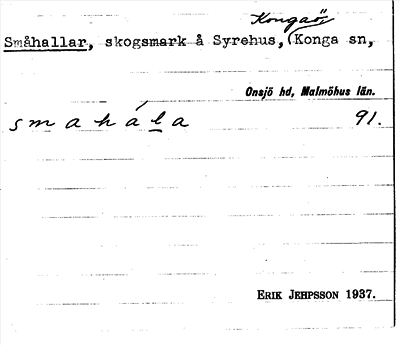 Kongaö
Småhallar, skogsmark å Syrehus, (Konga sn,
Onsjö hd, Malmöhus län.
smahála 91.
ERIK JEHPSSON 1937.